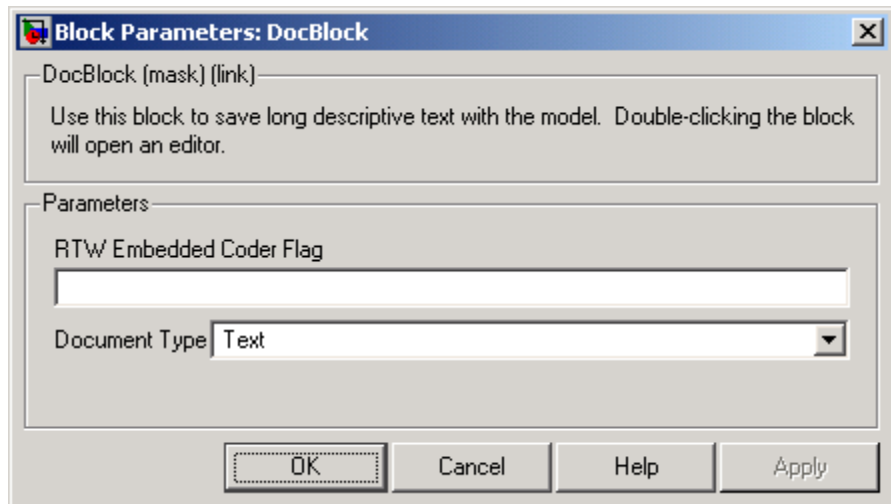 Block Parameters: DocBlock
DocBlock (mask) (link)
Use this block to save long descriptive text with the model.  Double-clicking the block
will open an editor.
Parameters
RTW Embedded Coder Flag
Document Type Text
OK Cancel Help Apply